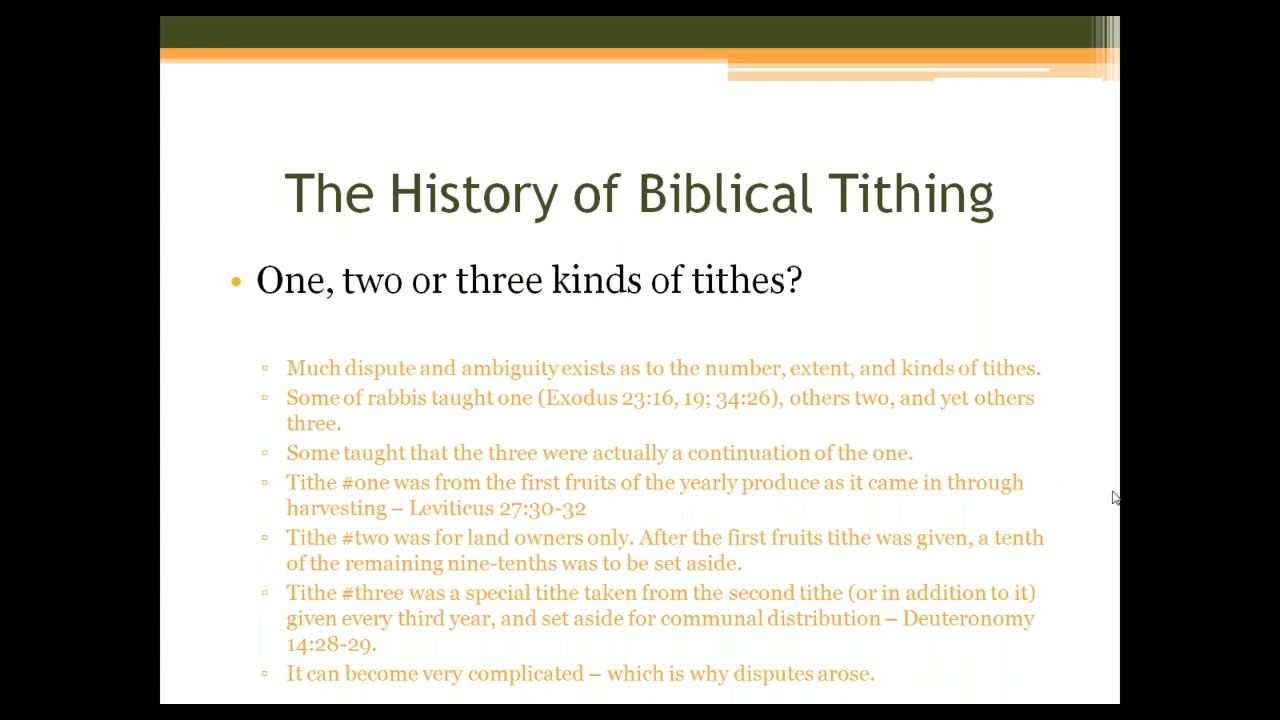 The History of Biblical Tithing
• One, two or three kinds of tithes?
▫ Much dispute and ambiguity exists as to the number, extent, and kinds of tithes.
▫ Some of rabbis taught one (Exodus 23:16, 19; 34:26), others two, and yet others
three.
▫ Some taught that the three were actually a continuation of the one.
▫ Tithe #one was from the first fruits of the yearly produce as it came in through
harvesting – Leviticus 27:30-32
▫ Tithe #two was for land owners only. After the first fruits tithe was given, a tenth
of the remaining nine-tenths was to be set aside.
▫ Tithe #three was a special tithe taken from the second tithe (or in addition to it)
given every third year, and set aside for communal distribution – Deuteronomy
14:28-29.
▫ It can become very complicated – which is why disputes arose.